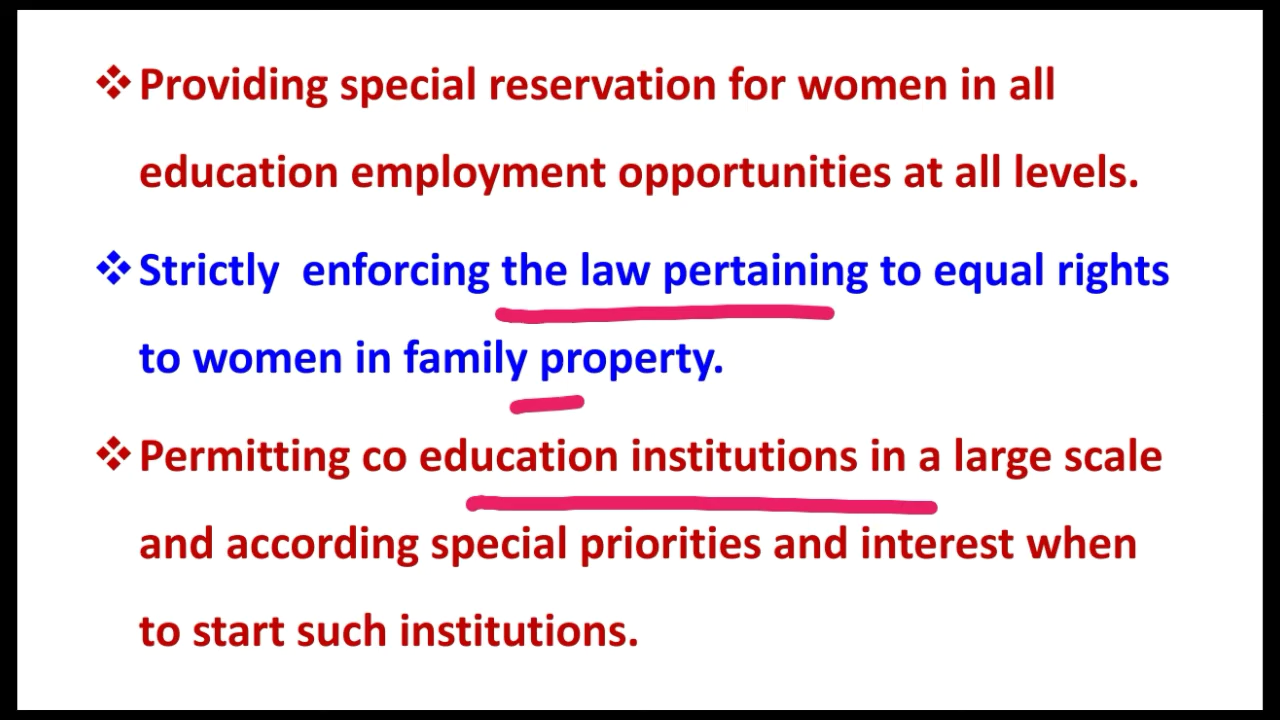 ❖Providing special reservation for women in all
education employment opportunities at all levels.
❖Strictly  enforcing the law pertaining to equal rights
to women in family property.
❖Permitting co education institutions in a large scale
and according special priorities and interest when
to start such institutions.